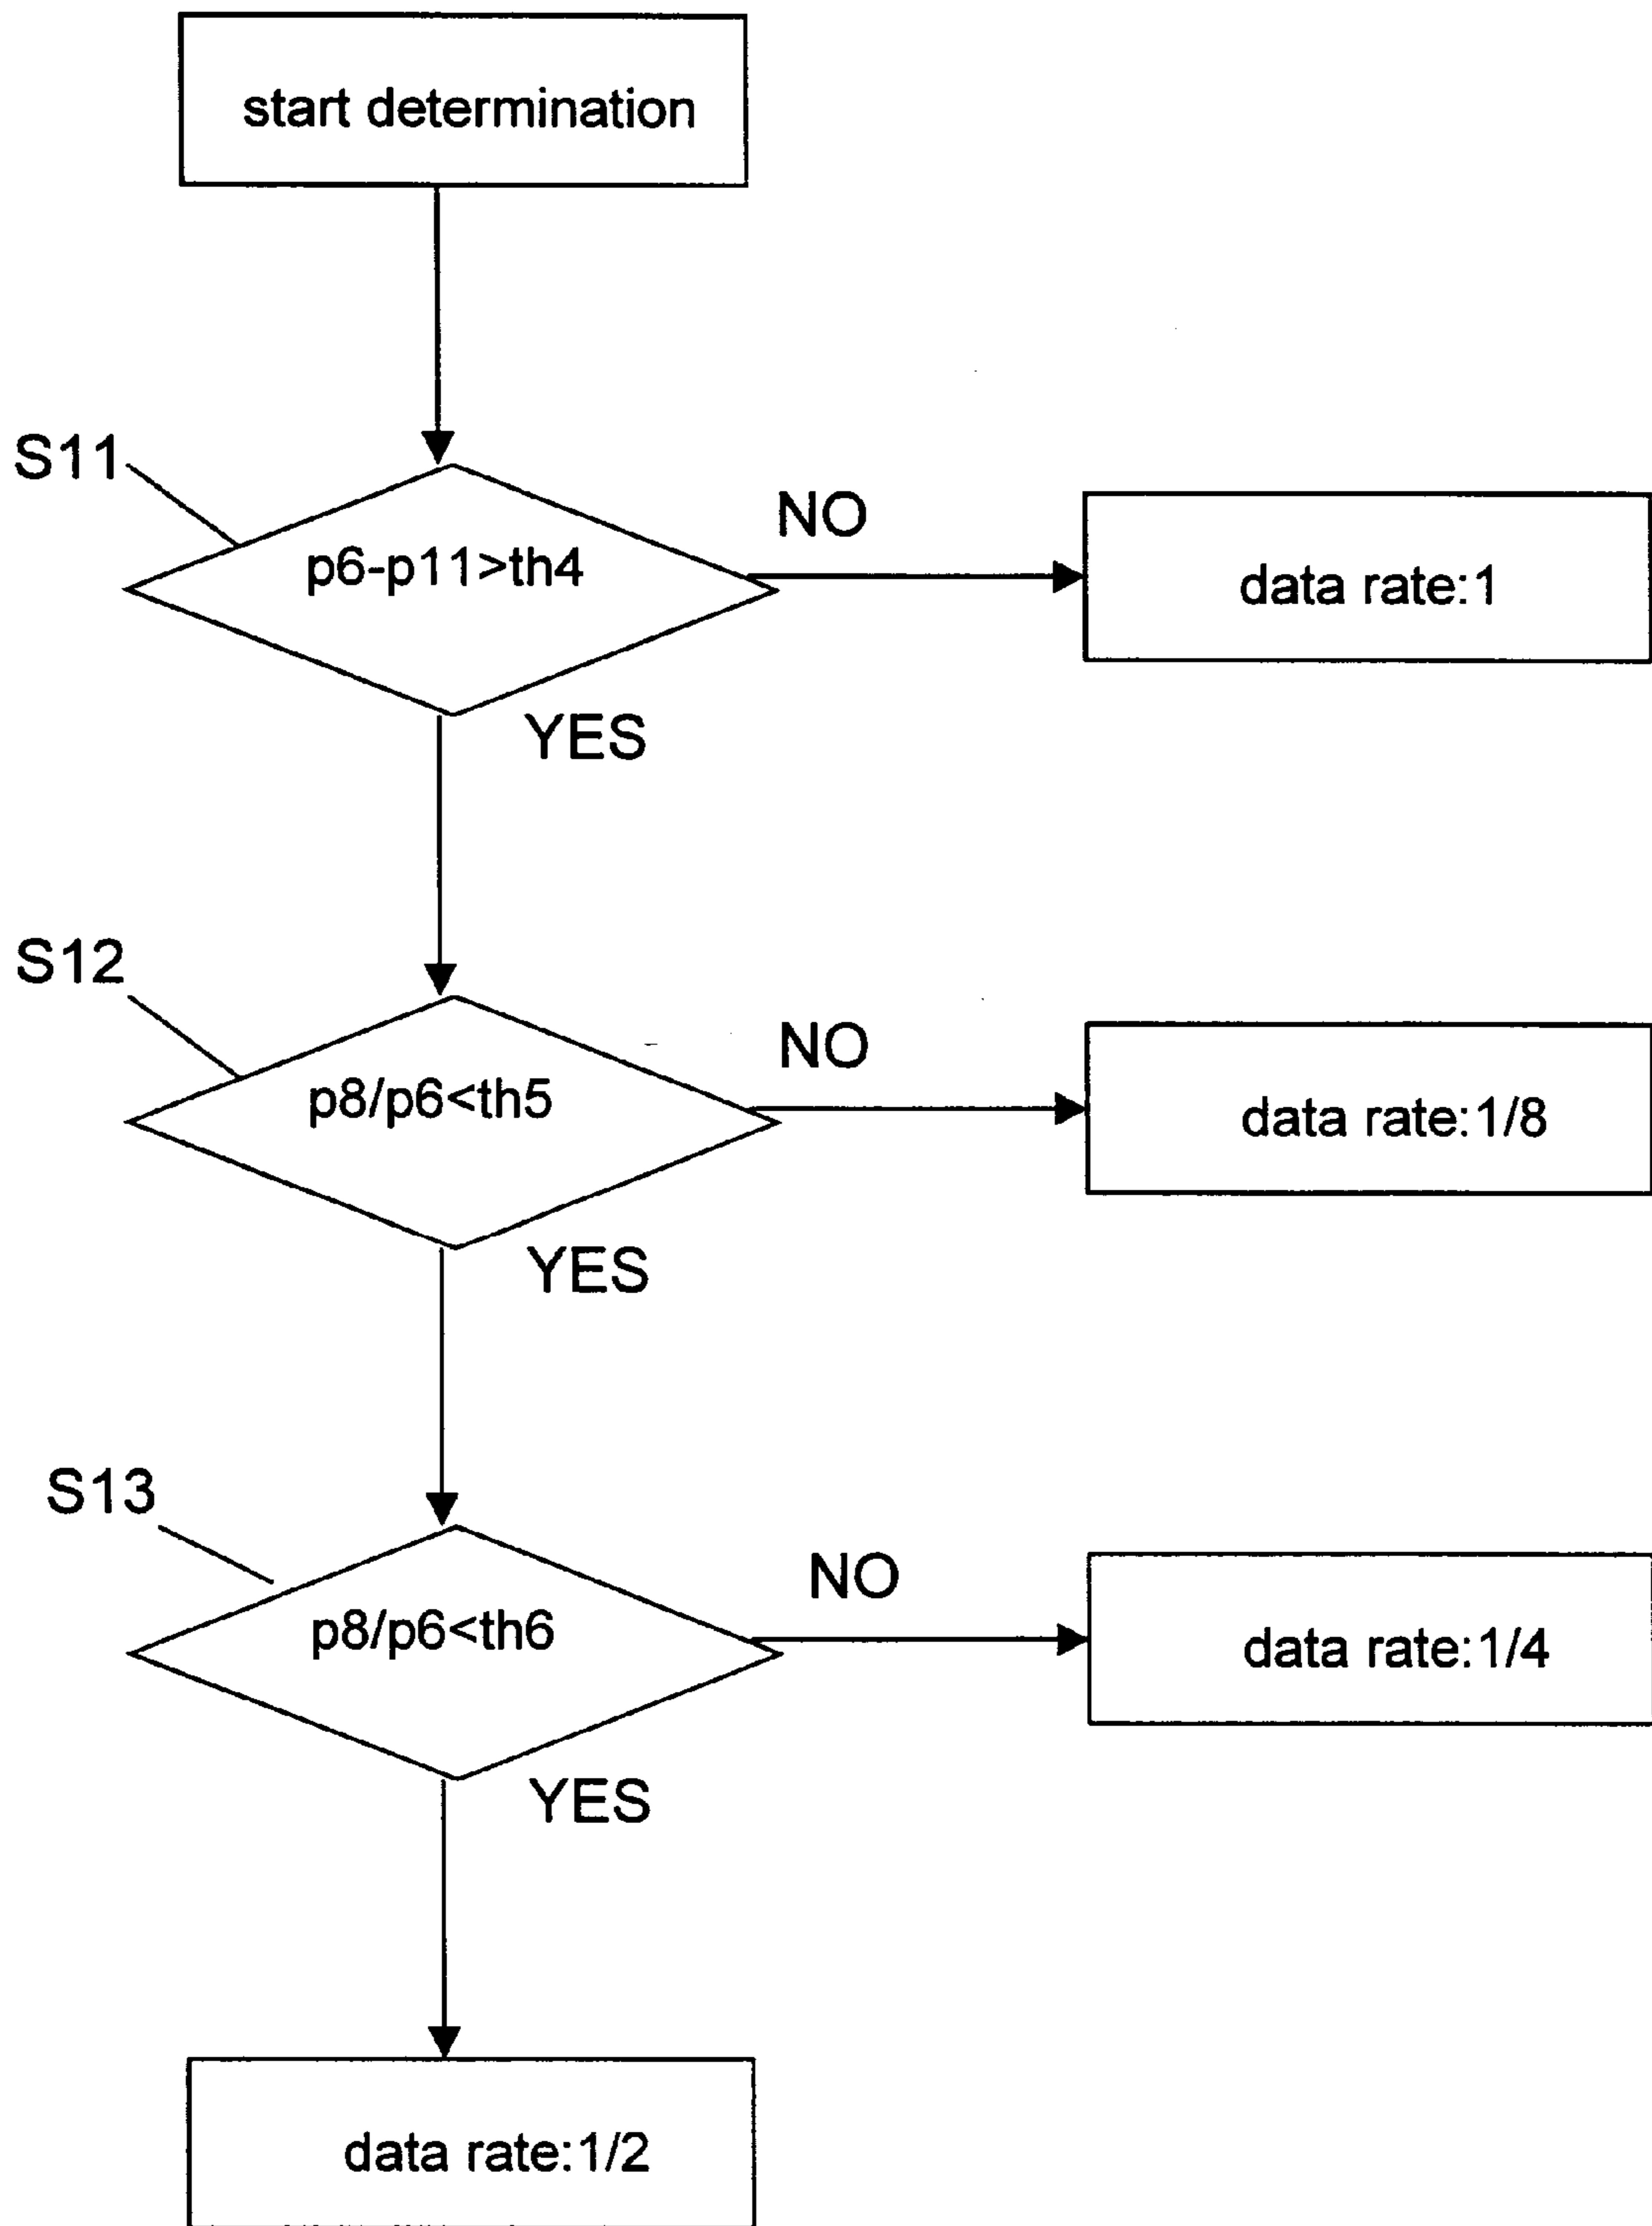 start determination
S11
p6-p11>th4
NO
data rate:1
YES
S12
p8/p6<th5
NO
data rate:1/8
YES
S13
p8/p6<th6
NO
data rate:1/4
YES
data rate:1/2